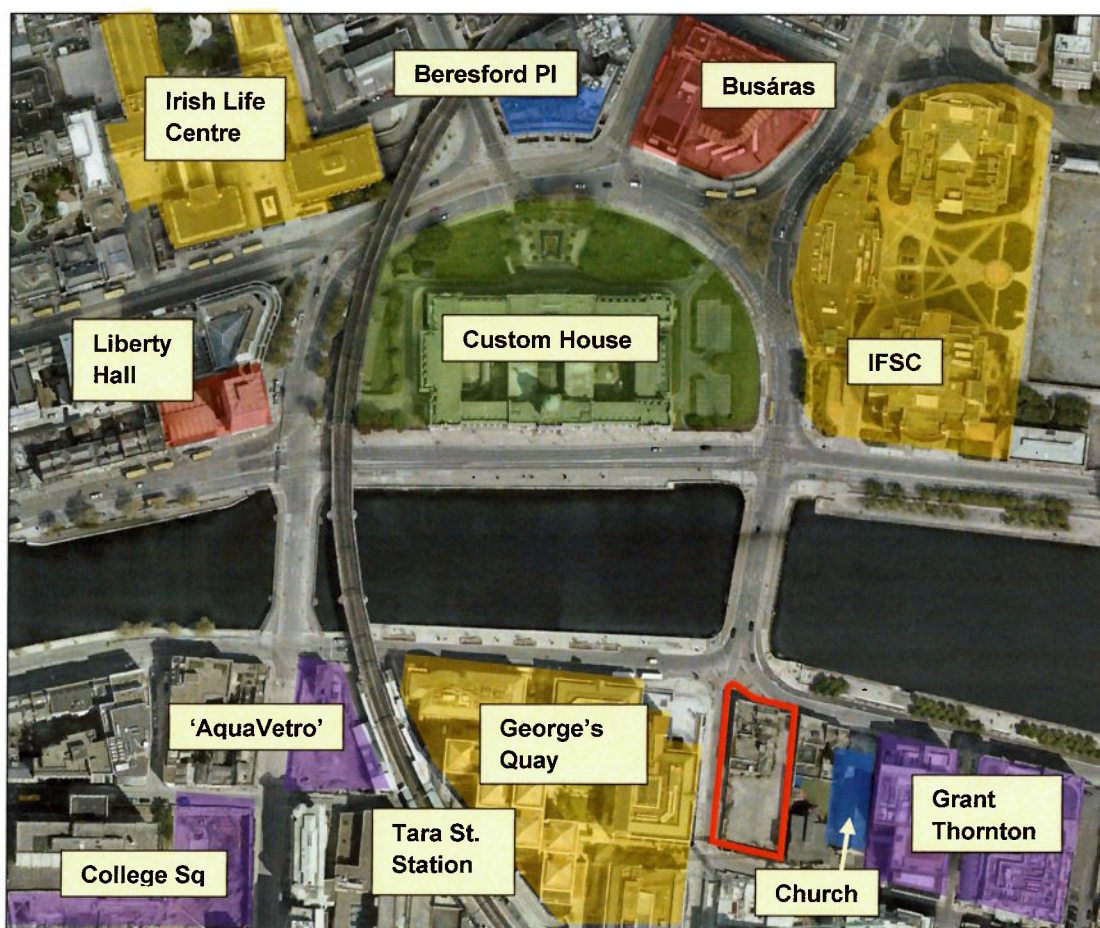 Beresford Pl
Busáras
Irish Life
Centre
Custom House
Liberty
Hall
IFSC
'AquaVetro'
George's
Quay
Grant
Thornton
Tara St.
Station
College Sq
Church